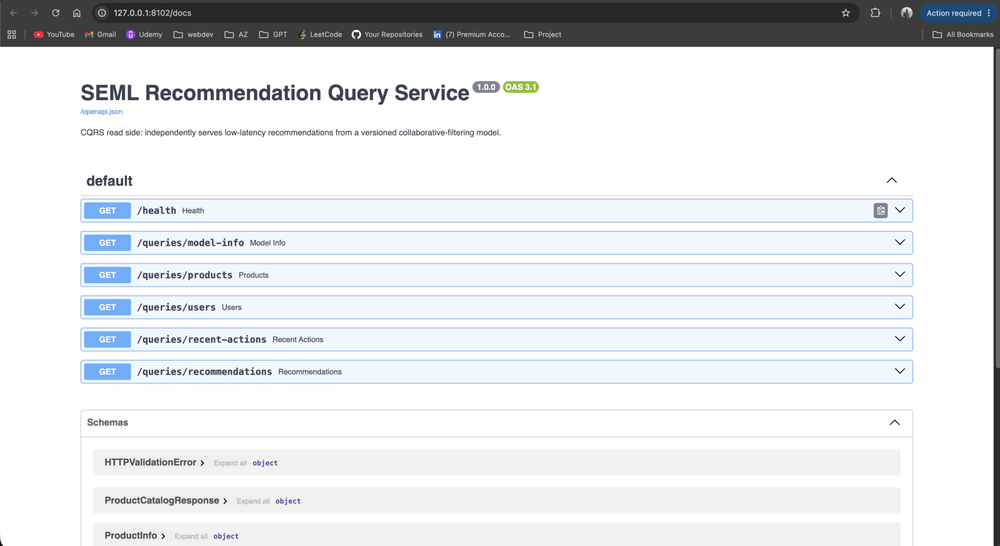 127.0.0.1:8102/docs
Action required
YouTube Gmail Udemy webdev AZ GPT LeetCode Your Repositories (7) Premium Acco... Project All Bookmarks
SEML Recommendation Query Service 1.0.0 OAS 3.1
/openapi.json
CQRS read side: independently serves low-latency recommendations from a versioned collaborative-filtering model.
default
GET /health Health
GET /queries/model-info Model Info
GET /queries/products Products
GET /queries/users Users
GET /queries/recent-actions Recent Actions
GET /queries/recommendations Recommendations
Schemas
HTTPValidationError Expand all object
ProductCatalogResponse Expand all object
ProductInfo Expand all object